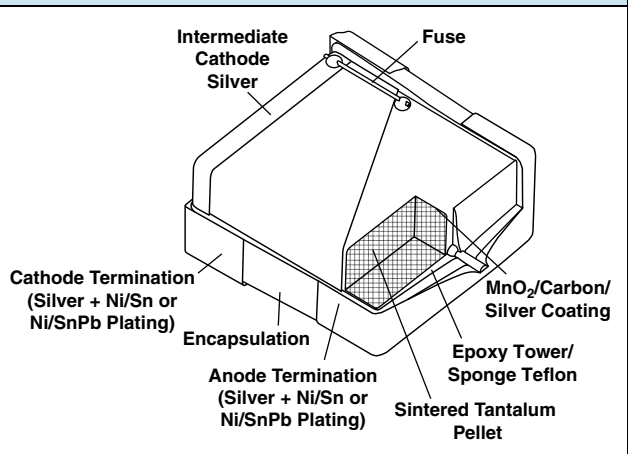 Intermediate
Cathode
Silver
Fuse
Cathode Termination
(Silver + Ni/Sn or
Ni/SnPb Plating)
Encapsulation
Anode Termination
(Silver + Ni/Sn or
Ni/SnPb Plating)
MnO₂/Carbon/
Silver Coating
Epoxy Tower/
Sponge Teflon
Sintered Tantalum
Pellet